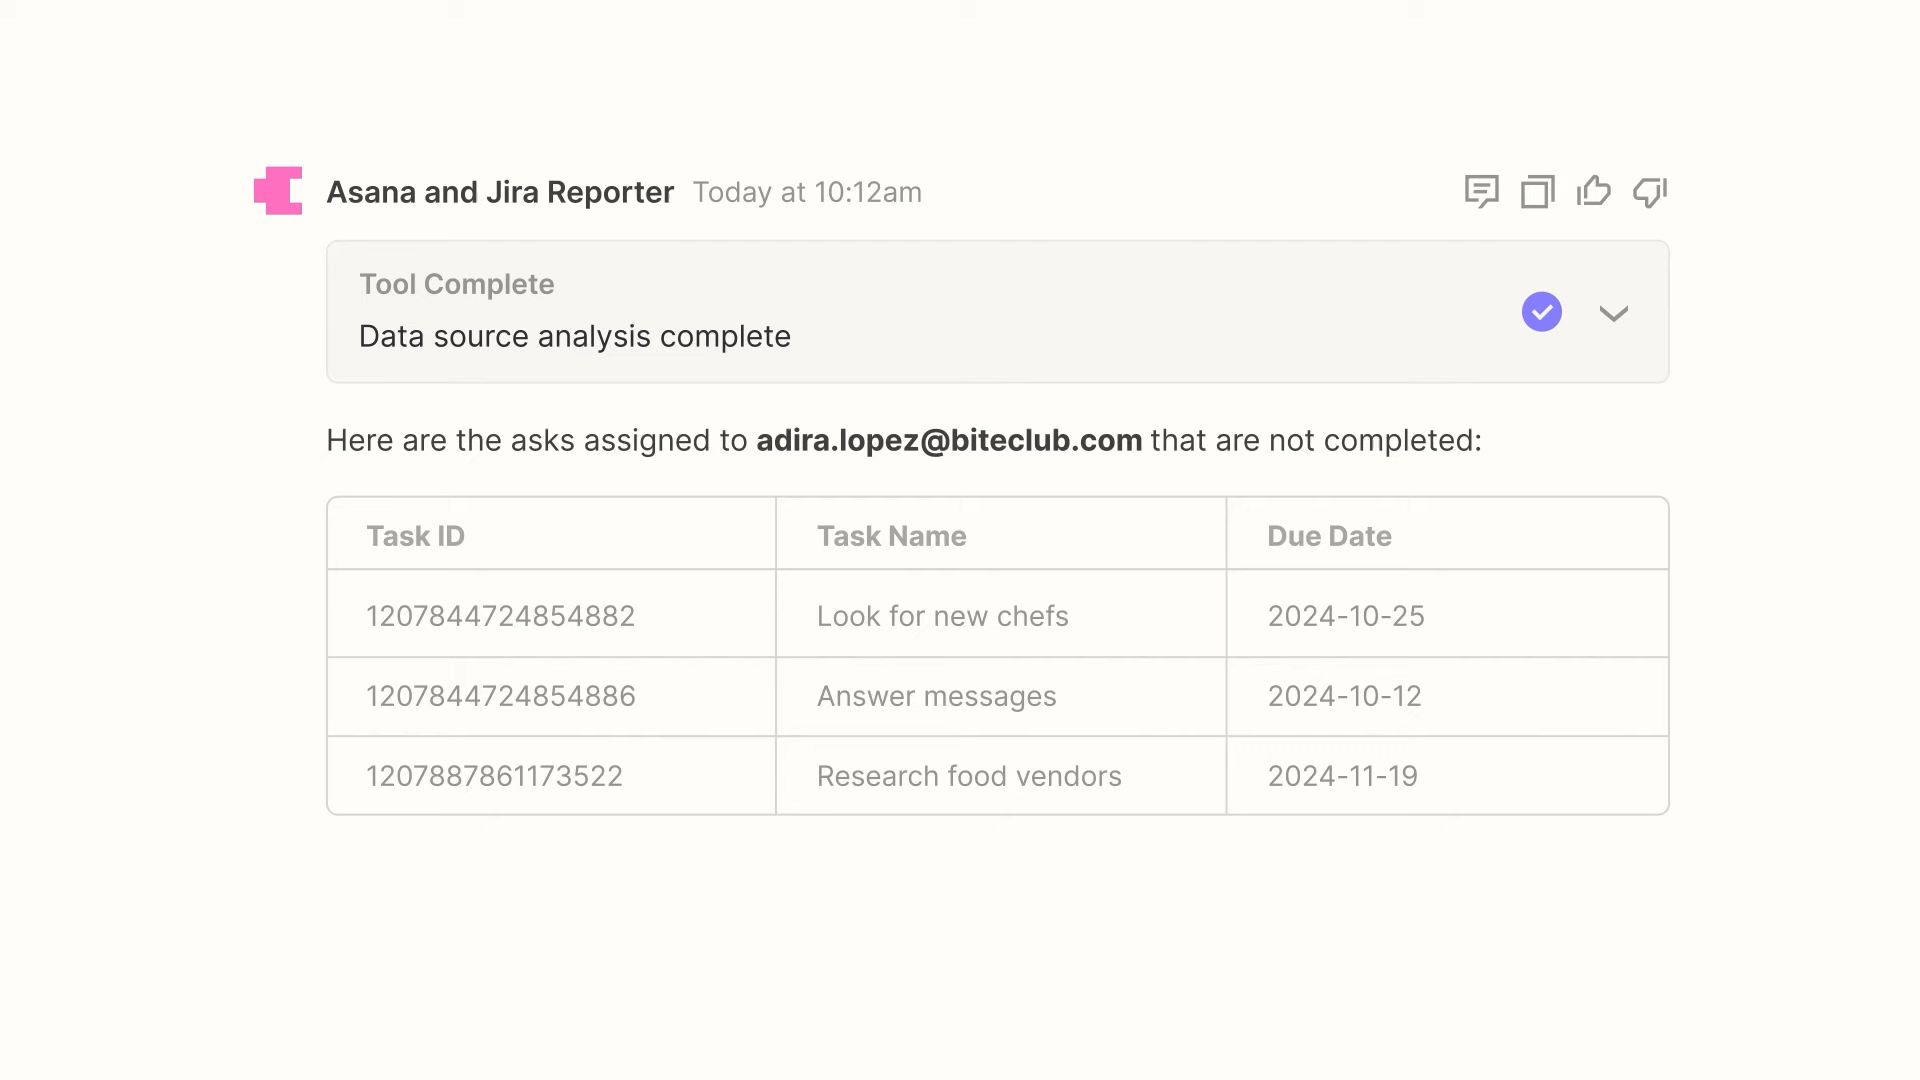 Asana and Jira Reporter Today at 10:12am
Tool Complete
Data source analysis complete
Here are the asks assigned to adira.lopez@biteclub.com that are not completed:
Task ID Task Name Due Date
1207844724854882 Look for new chefs 2024-10-25
1207844724854886 Answer messages 2024-10-12
1207887861173522 Research food vendors 2024-11-19